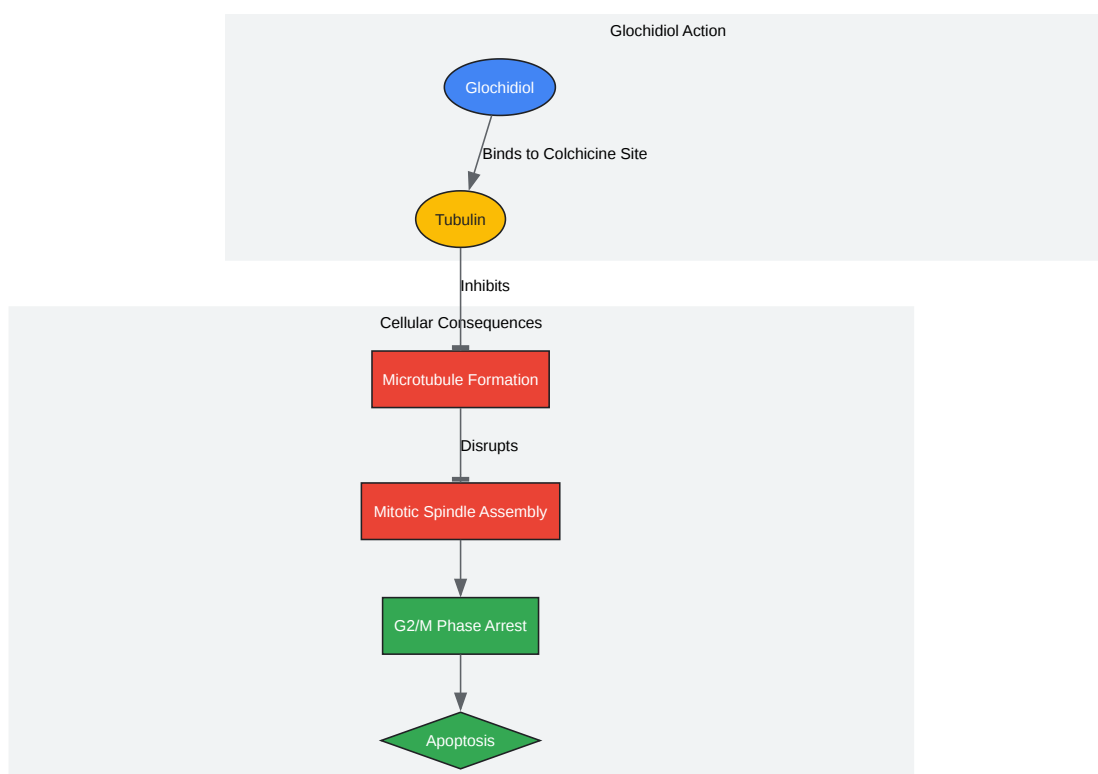 Glochidiol Action
Glochidiol
Binds to Colchicine Site
Tubulin
Inhibits
Cellular Consequences
Microtubule Formation
Disrupts
Mitotic Spindle Assembly
G2/M Phase Arrest
Apoptosis